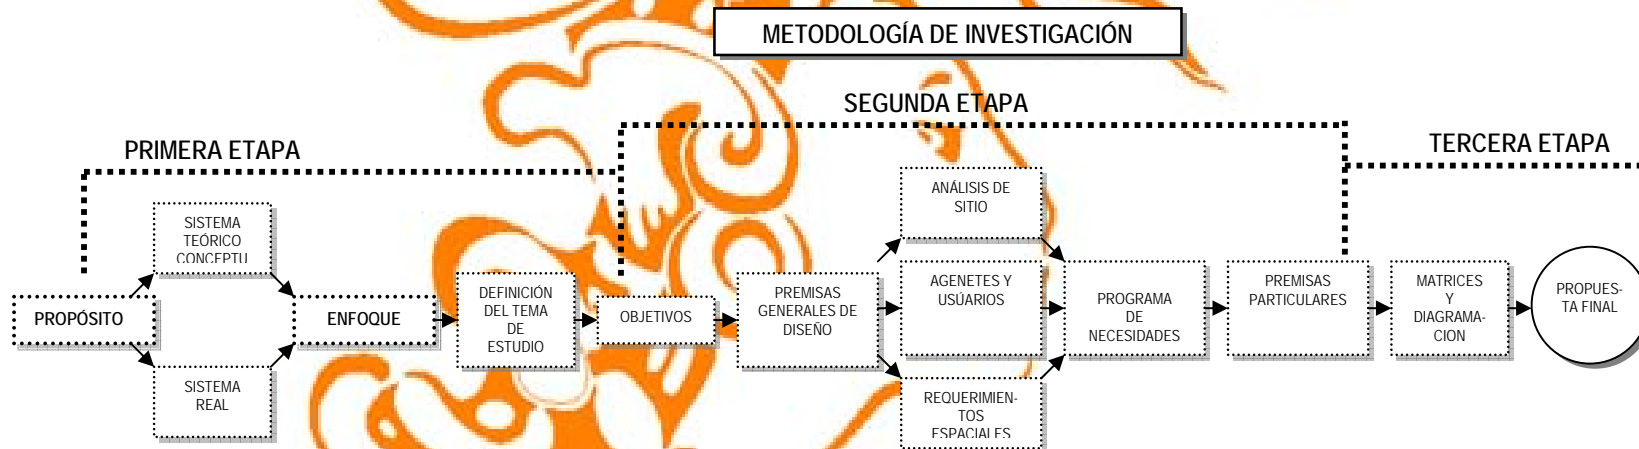 METODOLOGÍA DE INVESTIGACIÓN
PRIMERA ETAPA
SEGUNDA ETAPA
TERCERA ETAPA
PROPÓSITO
SISTEMA
TEÓRICO
CONCEPTU
SISTEMA
REAL
ENFOQUE
DEFINICIÓN
DEL TEMA
DE
ESTUDIO
OBJETIVOS
PREMISAS
GENERALES DE
DISEÑO
ANÁLISIS DE
SITIO
AGENETES Y
USÚARIOS
REQUERIMIEN-
TOS
ESPACIALES
PROGRAMA
DE
NECESIDADES
PREMISAS
PARTICULARES
MATRICES
Y
DIAGRAMA-
CION
PROPUES-
TA FINAL